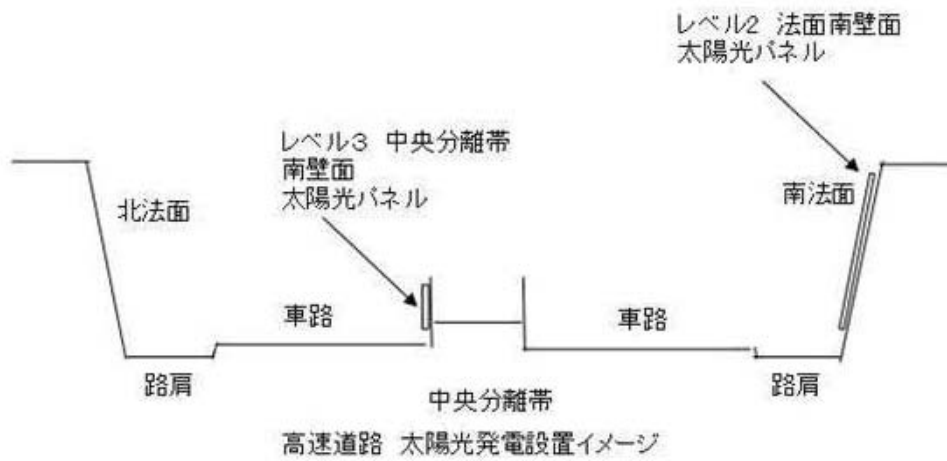 レベル2 法面南壁面
太陽光パネル
レベル3 中央分離帯
南壁面
太陽光パネル
北法面
南法面
車路
車路
路肩
路肩
中央分離帯
高速道路 太陽光発電設置イメージ